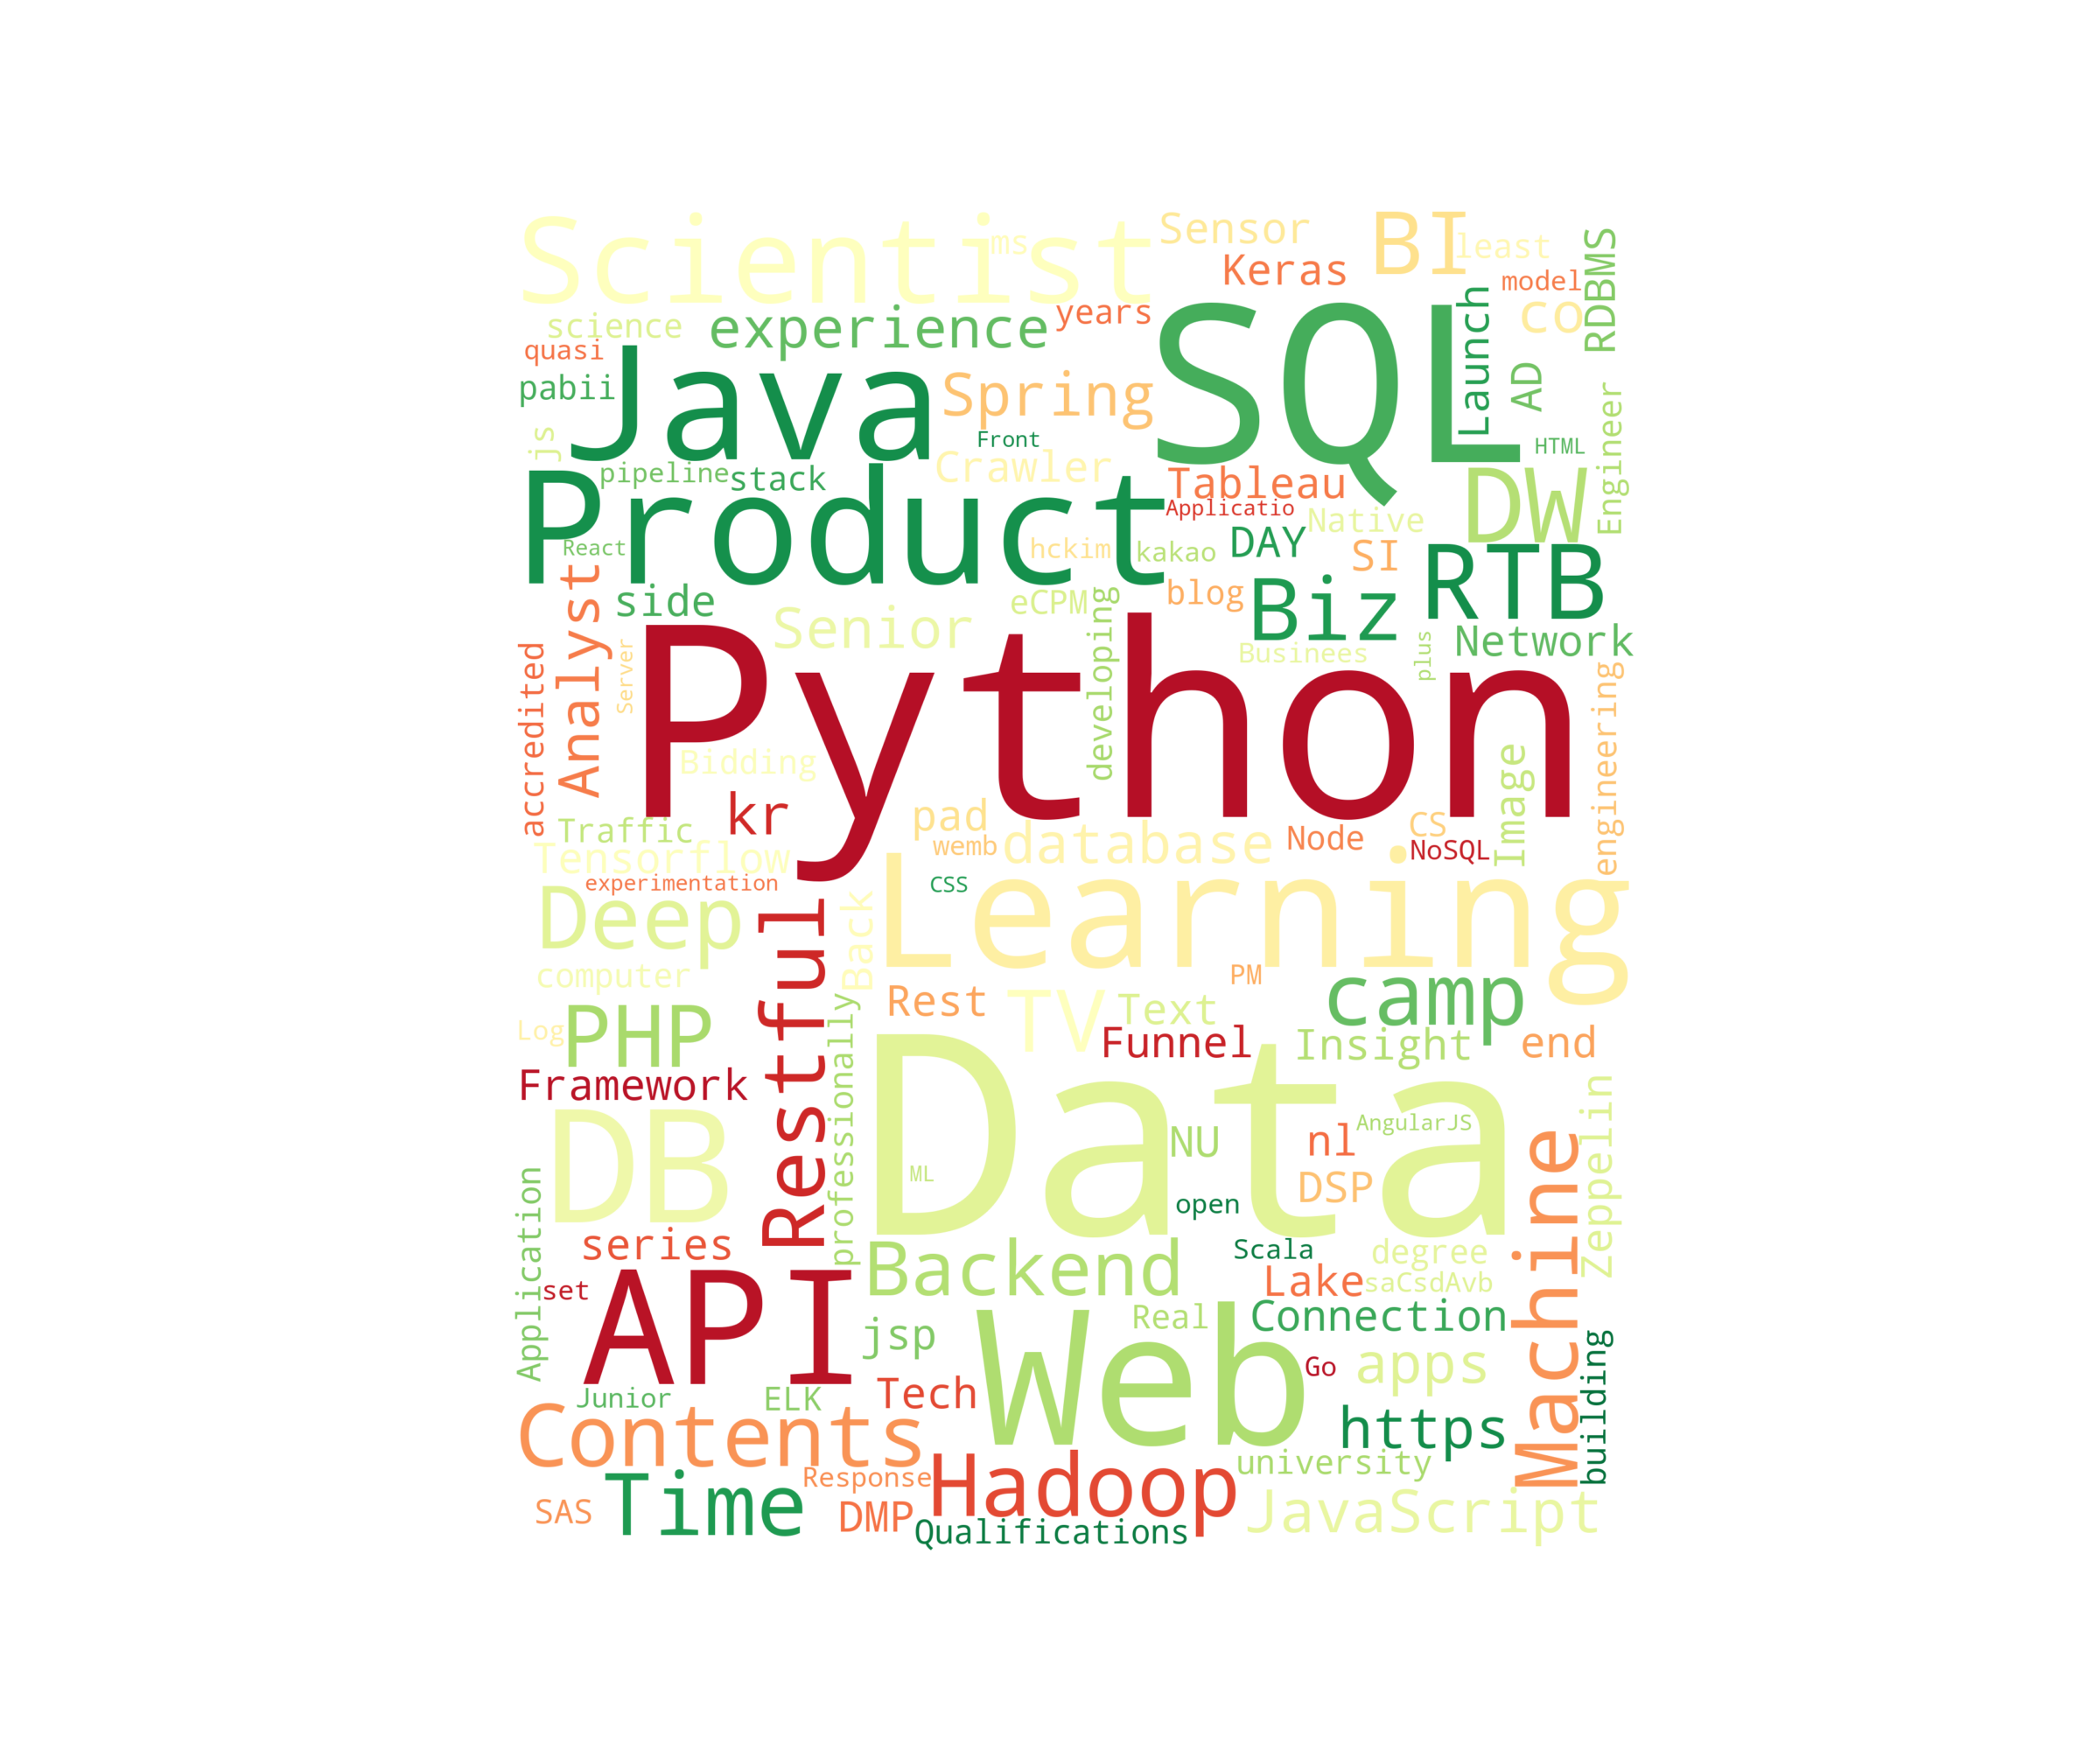 Scientist
ms
Sensor
BI
least
RDBMS
Keras
model
science
experience
years
SQL
Launch
co
quasi
Java
pabii
Spring
AD
js
Front
HTML
Engineer
pipeline
stack
Crawler
Tableau
DW
Product
Applicatio
Native
React
hckim
kakao
DAY
SI
RTB
Analyst
side
Senior
eCPM
blog
Biz
Network
developing
Businees
plus
accredited
Server
Python
engineering
Bidding
Image
kr
pad
Traffic
database
Node
CS
Tensorflow
wemb
NoSQL
experimentation
CSS
Deep
Restful
Back
Learning
computer
PM
Rest
TV
Text
camp
Log
PHP
professionally
Funnel
Insight
end
Framework
Data
Zeppelin
DB
AngularJS
NU
nl
Machine
ML
DSP
Application
open
series
Backend
Scala
degree
set
API
Lake
saCsdAvb
jsp
Web
Real
Connection
Go
apps
building
Junior
ELK
Tech
Contents
https
Response
Hadoop
university
SAS
Time
DMP
JavaScript
Qualifications